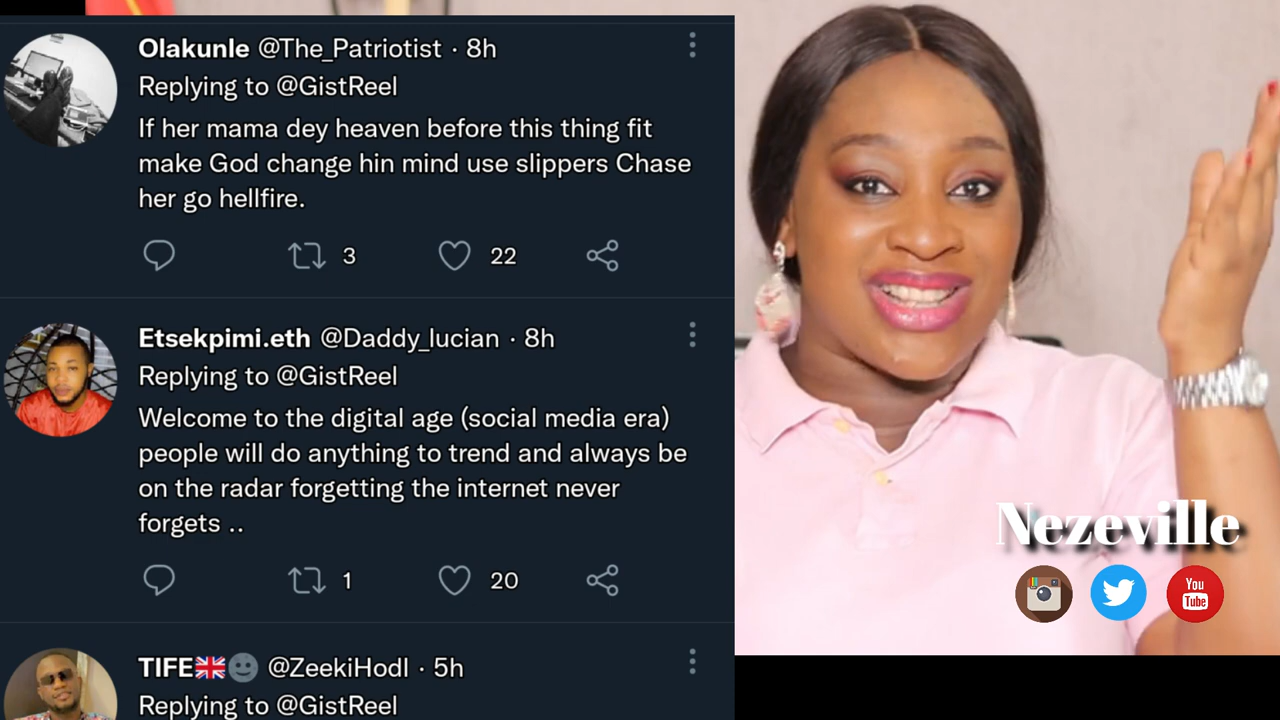 Olakunle @The_Patriotist · 8h
Replying to @GistReel
If her mama dey heaven before this thing fit
make God change hin mind use slippers Chase
her go hellfire.
3 22
Etsekpimi.eth @Daddy_lucian · 8h
Replying to @GistReel
Welcome to the digital age (social media era)
people will do anything to trend and always be
on the radar forgetting the internet never
forgets ..
1 20
TIFE🇬🇧🌚 @ZeekiHodl · 5h
Replying to @GistReel
Nezeville
You
Tube